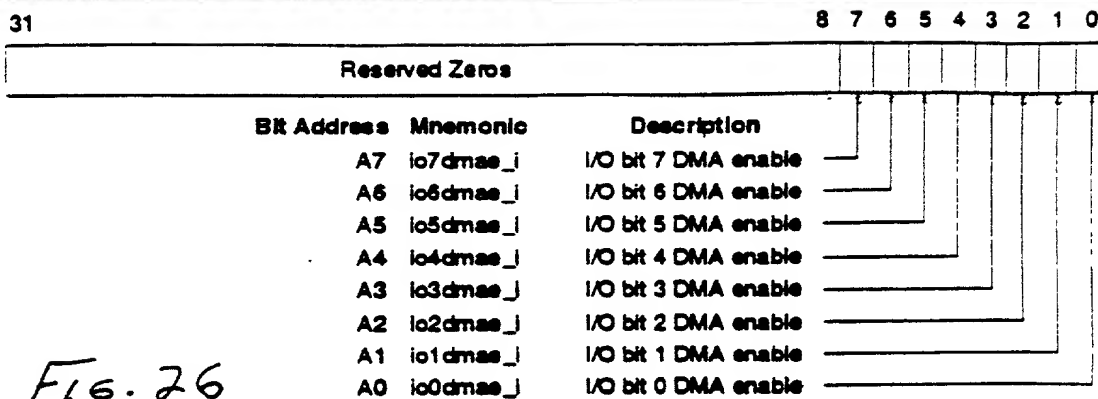 31 8 7 6 5 4 3 2 1 0
Reserved Zeros
Bit Address Mnemonic Description
A7 io7dmae_i I/O bit 7 DMA enable
A6 io6dmae_i I/O bit 6 DMA enable
A5 io5dmae_i I/O bit 5 DMA enable
A4 io4dmae_i I/O bit 4 DMA enable
A3 io3dmae_i I/O bit 3 DMA enable
A2 io2dmae_i I/O bit 2 DMA enable
A1 io1dmae_i I/O bit 1 DMA enable
A0 io0dmae_i I/O bit 0 DMA enable
FIG. 26